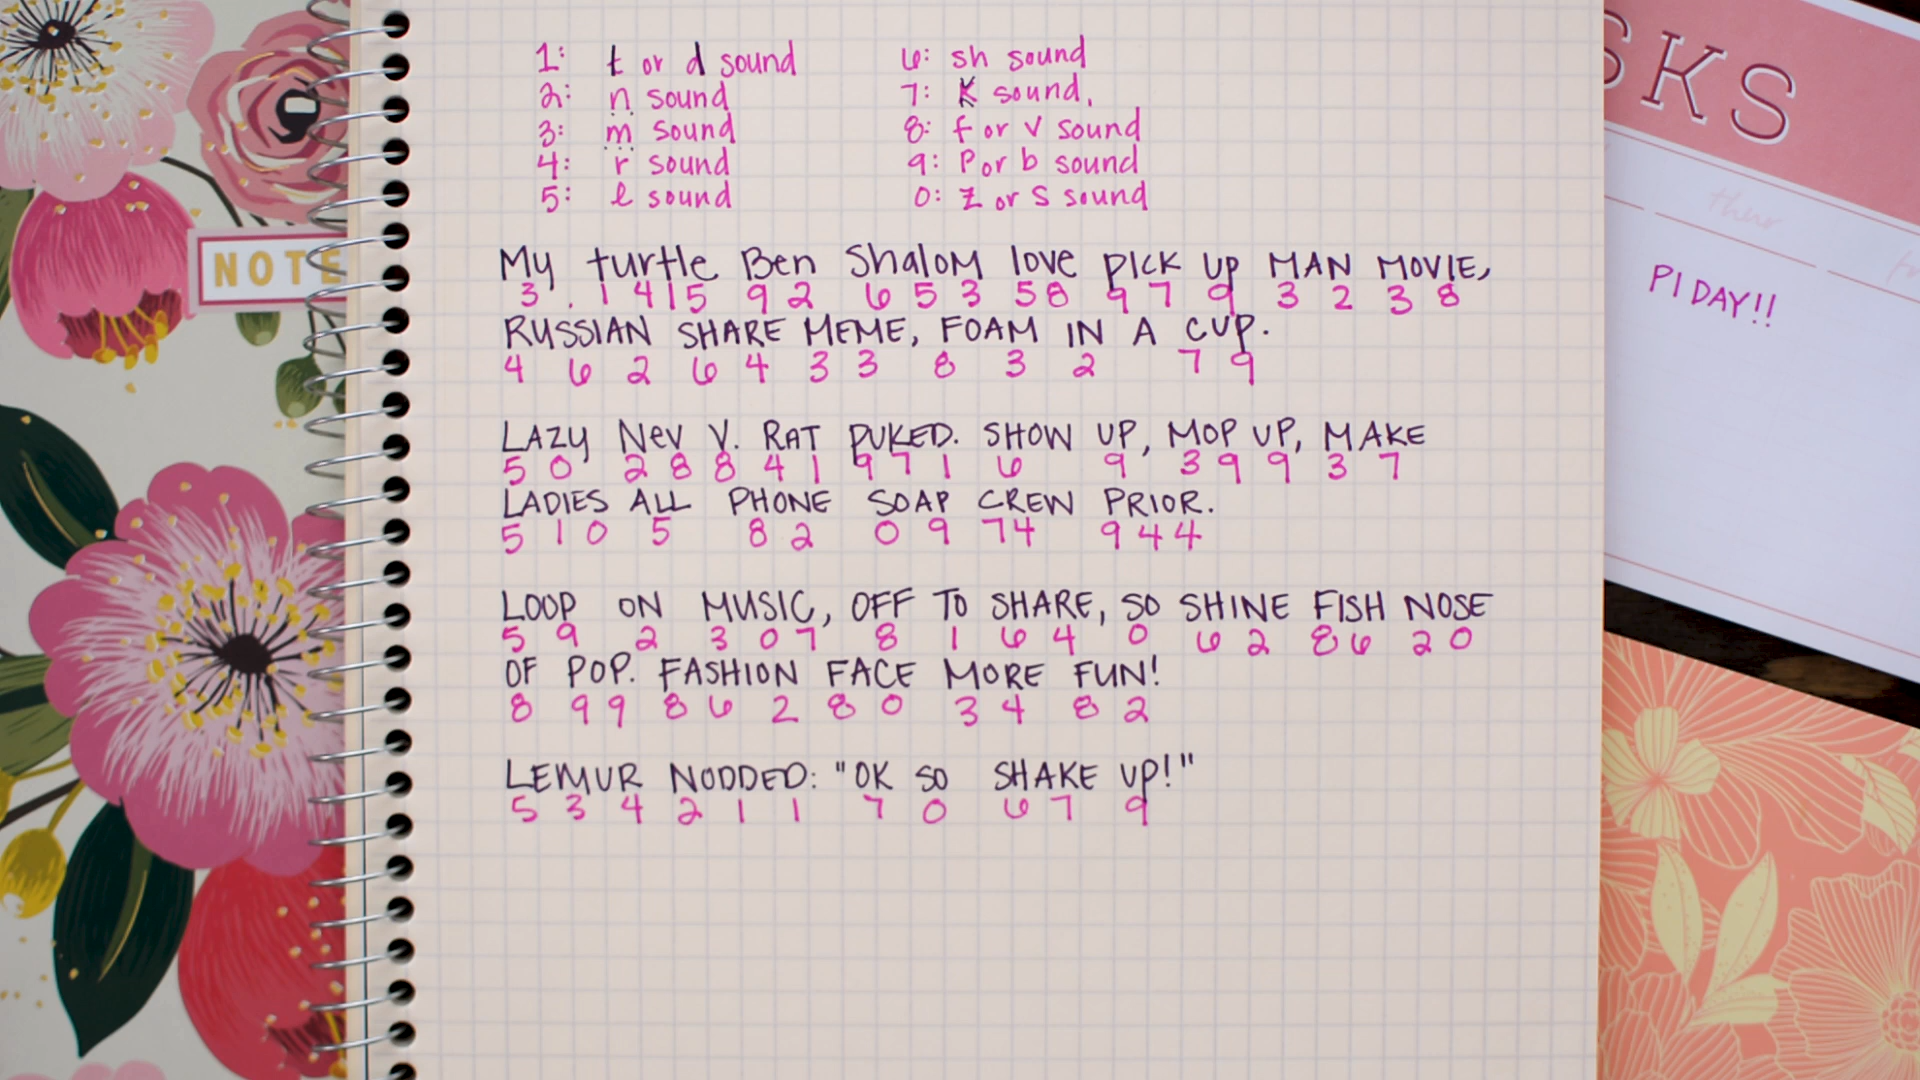 1: t or d sound
2: n sound
3: m sound
4: r sound
5: l sound
6: sh sound
7: K sound,
8: f or v sound
9: P or b sound
0: Z or S sound
My turtle Ben Shalom love pick up man movie,
3 . 1 4 1 5 9 2 6 5 3 5 8 9 7 9 3 2 3 8
RUSSIAN SHARE MEME, FOAM IN A CUP.
4 6 2 6 4 3 3 8 3 2 7 9
LAZY NEV V. RAT PUKED. SHOW UP, MOP UP, MAKE
5 0 2 8 8 4 1 9 7 1 6 9 3 9 9 3 7
LADIES ALL PHONE SOAP CREW PRIOR.
5 1 0 5 8 2 0 9 7 4 9 4 4
LOOP ON MUSIC, OFF TO SHARE, SO SHINE FISH NOSE
5 9 2 3 0 7 8 1 6 4 0 6 2 8 6 2 0
OF POP. FASHION FACE MORE FUN!
8 9 9 8 6 2 8 0 3 4 8 2
LEMUR NODDED: "OK SO SHAKE UP!"
5 3 4 2 1 1 7 0 6 7 9
NOTE
SKS
thur
PI DAY!!